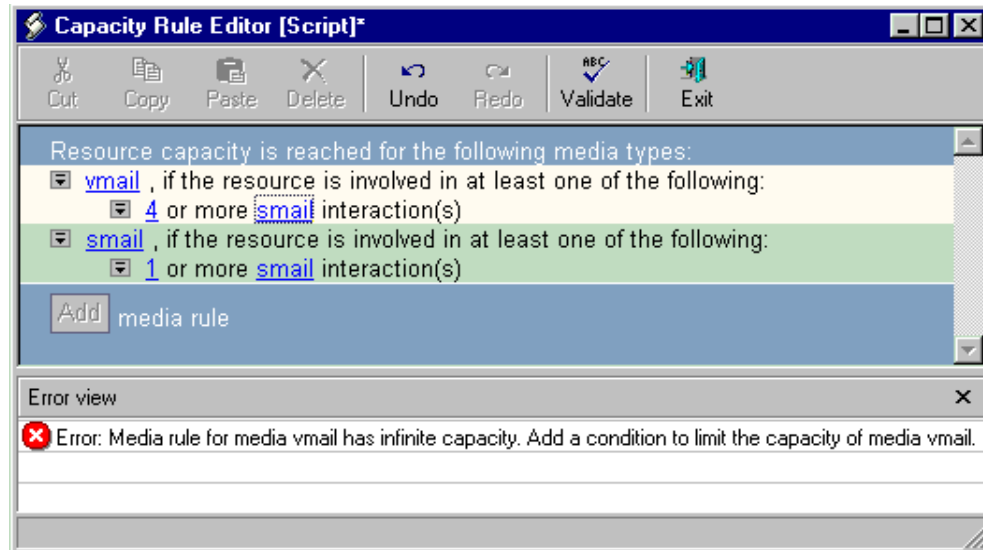 Capacity Rule Editor [Script]*
Cut Copy Paste Delete Undo Redo ABC Validate Exit
Resource capacity is reached for the following media types:
vmail , if the resource is involved in at least one of the following:
4 or more smail interaction(s)
smail , if the resource is involved in at least one of the following:
1 or more smail interaction(s)
Add media rule
Error view
Error: Media rule for media vmail has infinite capacity. Add a condition to limit the capacity of media vmail.